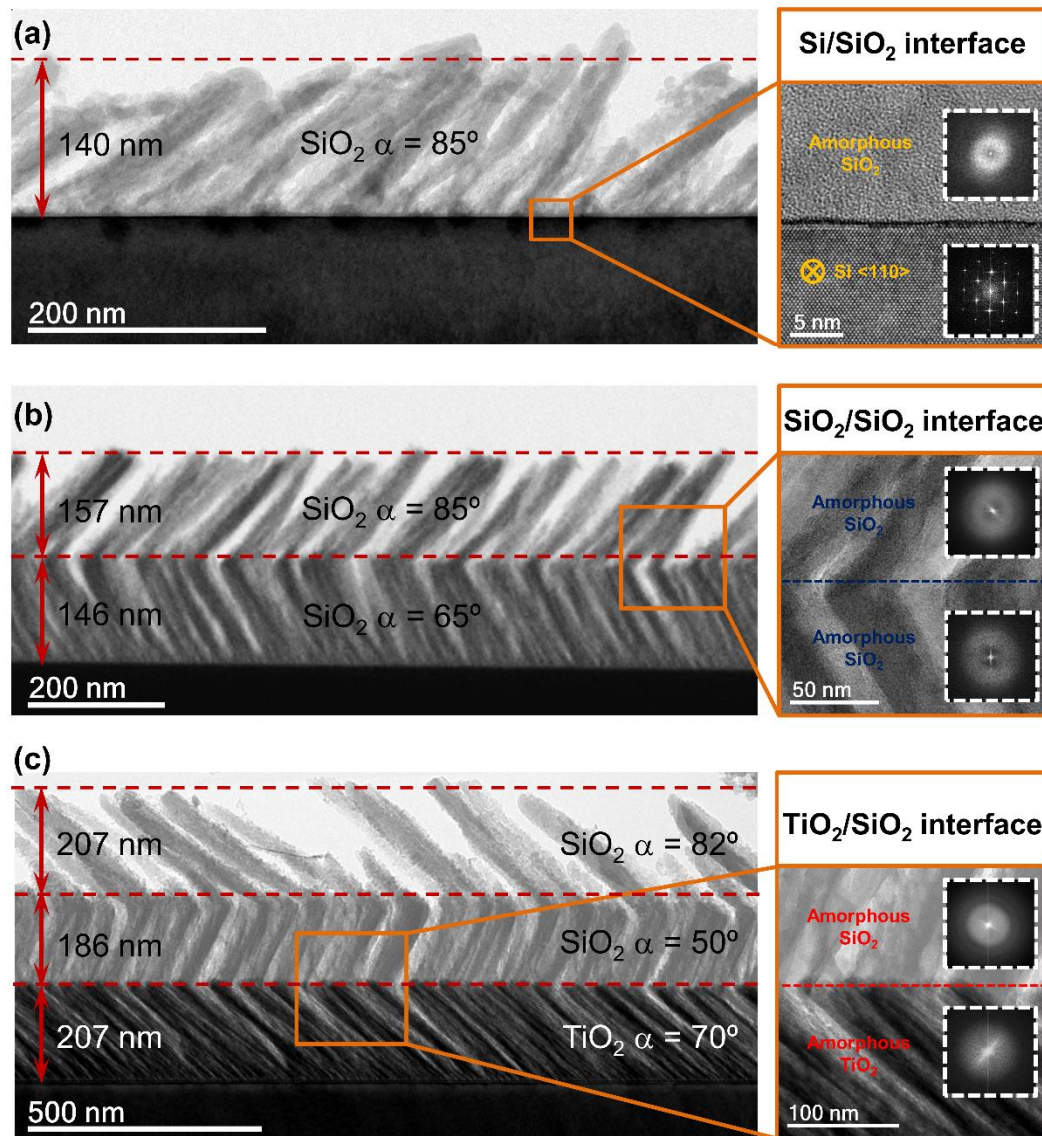 (a)
140 nm
SiO₂ α = 85º
200 nm
Si/SiO₂ interface
Amorphous
SiO₂
Si <110>
5 nm
(b)
157 nm
SiO₂ α = 85º
146 nm
SiO₂ α = 65º
200 nm
SiO₂/SiO₂ interface
Amorphous
SiO₂
Amorphous
SiO₂
50 nm
(c)
207 nm
SiO₂ α = 82º
186 nm
SiO₂ α = 50º
207 nm
TiO₂ α = 70º
500 nm
TiO₂/SiO₂ interface
Amorphous
SiO₂
Amorphous
TiO₂
100 nm